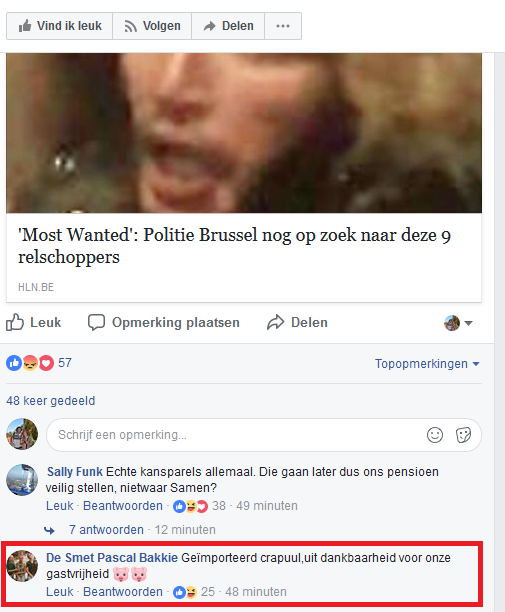 Vind ik leuk Volgen Delen ...
'Most Wanted': Politie Brussel nog op zoek naar deze 9
relschoppers
HLN.BE
Leuk Opmerking plaatsen Delen
57 Topopmerkingen
48 keer gedeeld
Schrijf een opmerking...
Sally Funk Echte kansparels allemaal. Die gaan later dus ons pensioen
veilig stellen, nietwaar Samen?
Leuk · Beantwoorden · 38 · 49 minuten
7 antwoorden · 12 minuten
De Smet Pascal Bakkie Geïmporteerd crapuul,uit dankbaarheid voor onze
gastvrijheid 🐷🐷
Leuk · Beantwoorden · 25 · 48 minuten